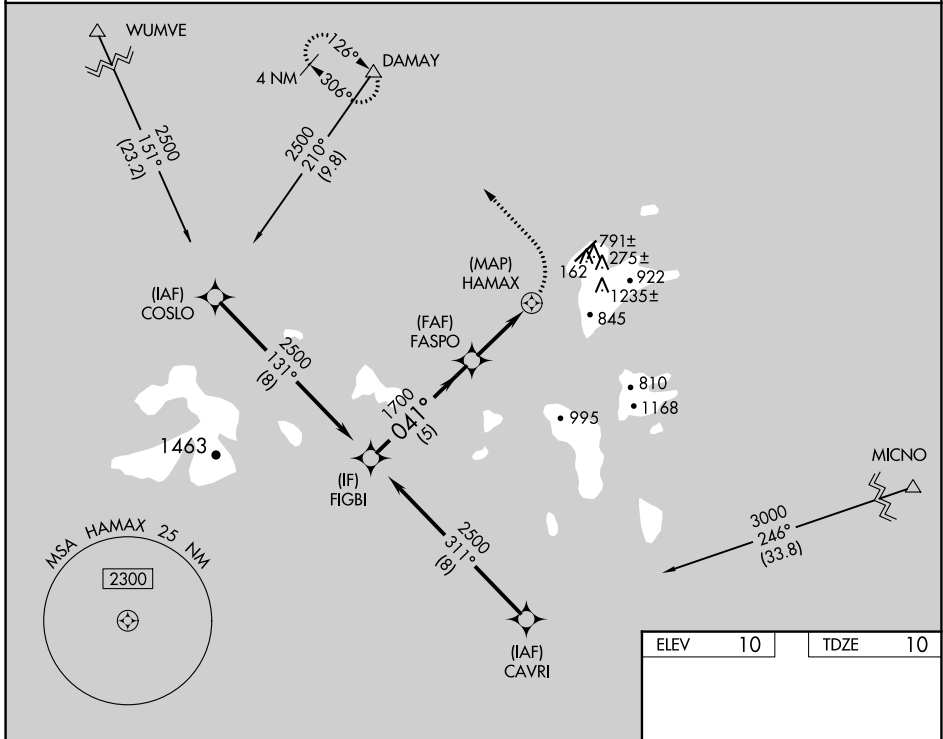 WUMVE
2500
151°
(23.2)
4 NM
126°
306°
DAMAY
2500
210°
(9.8)
(IAF)
COSLO
2500
131°
(8)
(MAP)
HAMAX
(FAF)
FASPO
1700
041°
(5)
(IF)
FIGBI
791±
162
275±
922
1235±
845
810
1168
995
1463
MICNO
3000
246°
(33.8)
2500
311°
(8)
(IAF)
CAVRI
MSA HAMAX 25 NM
2300
ELEV 10
TDZE 10